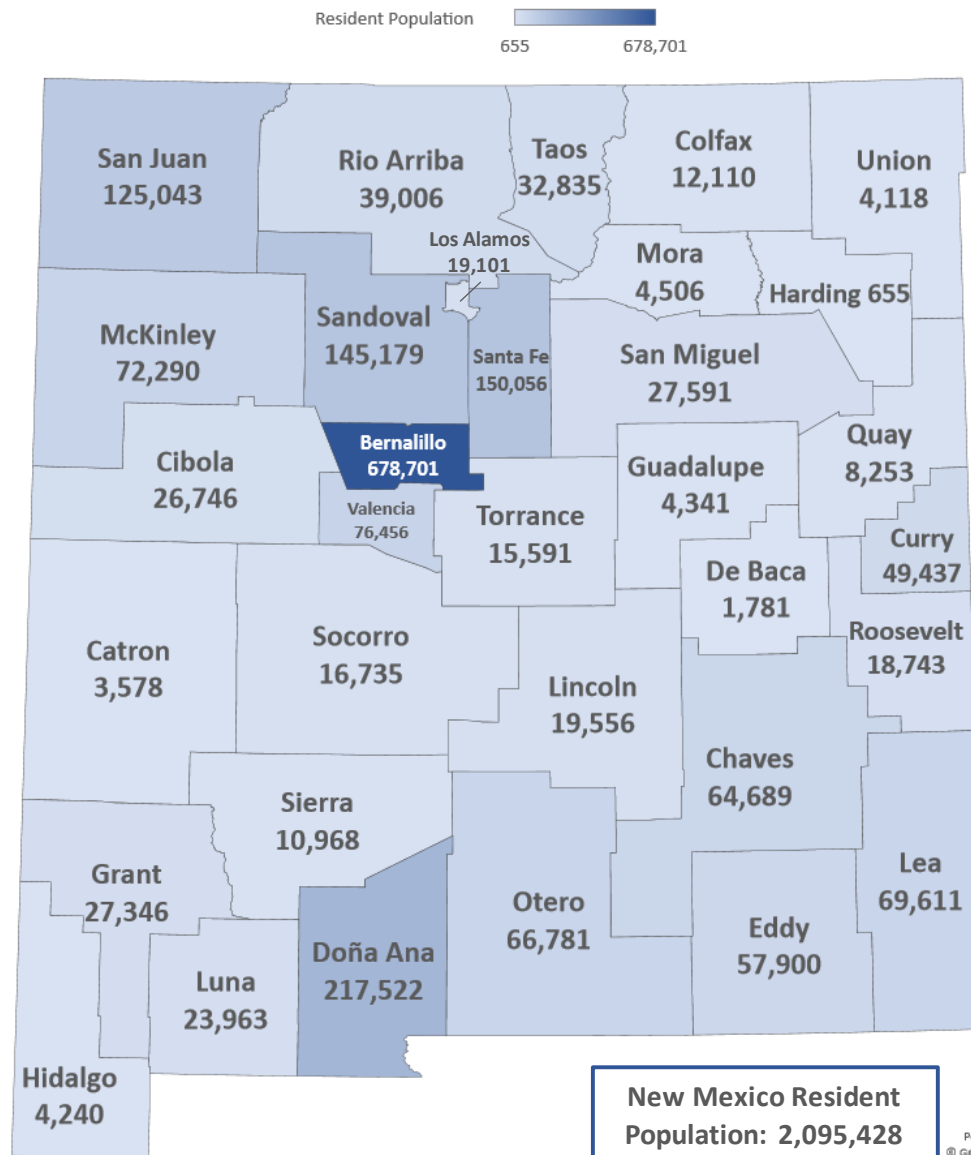 Resident Population
655 678,701
San Juan
125,043
Rio Arriba
39,006
Taos
32,835
Colfax
12,110
Union
4,118
Los Alamos
19,101
Mora
4,506
Harding 655
McKinley
72,290
Sandoval
145,179
Santa Fe
150,056
San Miguel
27,591
Quay
8,253
Cibola
26,746
Bernalillo
678,701
Valencia
76,456
Torrance
15,591
Guadalupe
4,341
Curry
49,437
De Baca
1,781
Roosevelt
18,743
Catron
3,578
Socorro
16,735
Lincoln
19,556
Chaves
64,689
Sierra
10,968
Grant
27,346
Lea
69,611
Otero
66,781
Eddy
57,900
Doña Ana
217,522
Luna
23,963
Hidalgo
4,240
New Mexico Resident
Population: 2,095,428